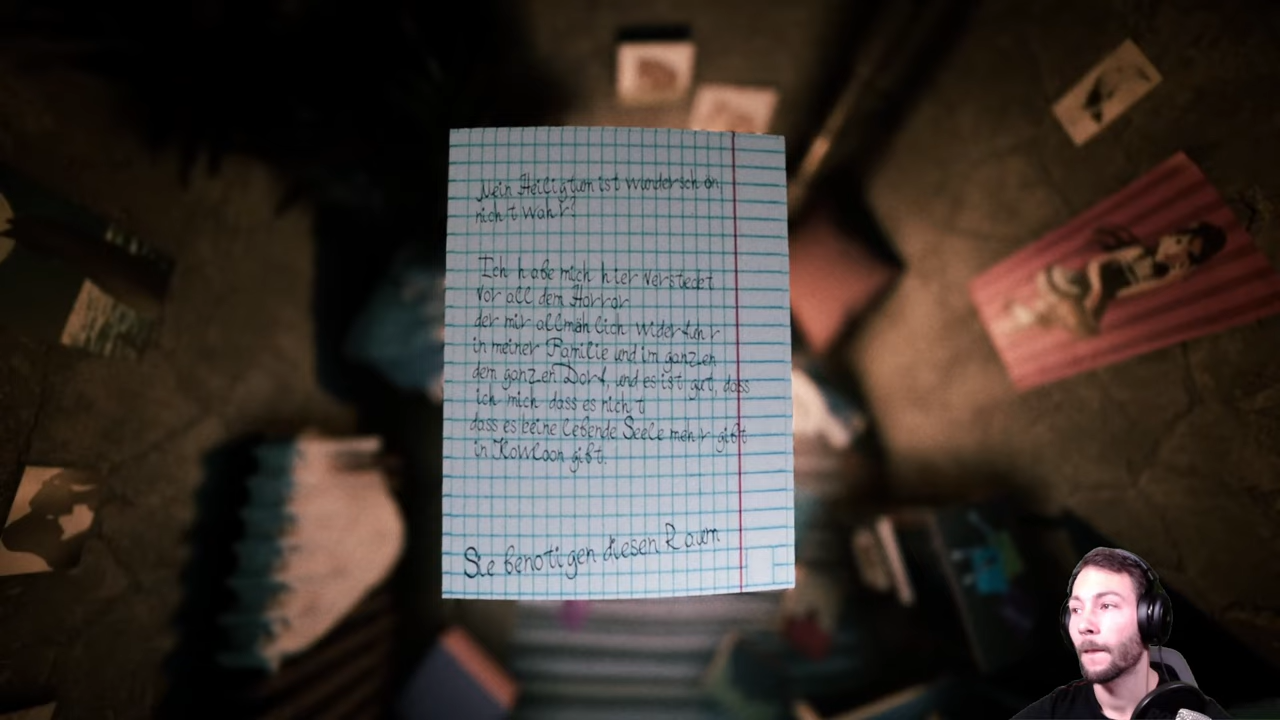 Mein Heiligtum ist wunderschön,
nicht wahr?
Ich habe mich hier versteckt
vor all dem Horror
der mir allmählich widerfuhr
in meiner Familie und im ganzen
dem ganzen Dorf, und es ist gut, dass
ich mich dass es nicht
dass es keine lebende Seele mehr gibt
in Kowloon gibt.
Sie benötigen diesen Raum